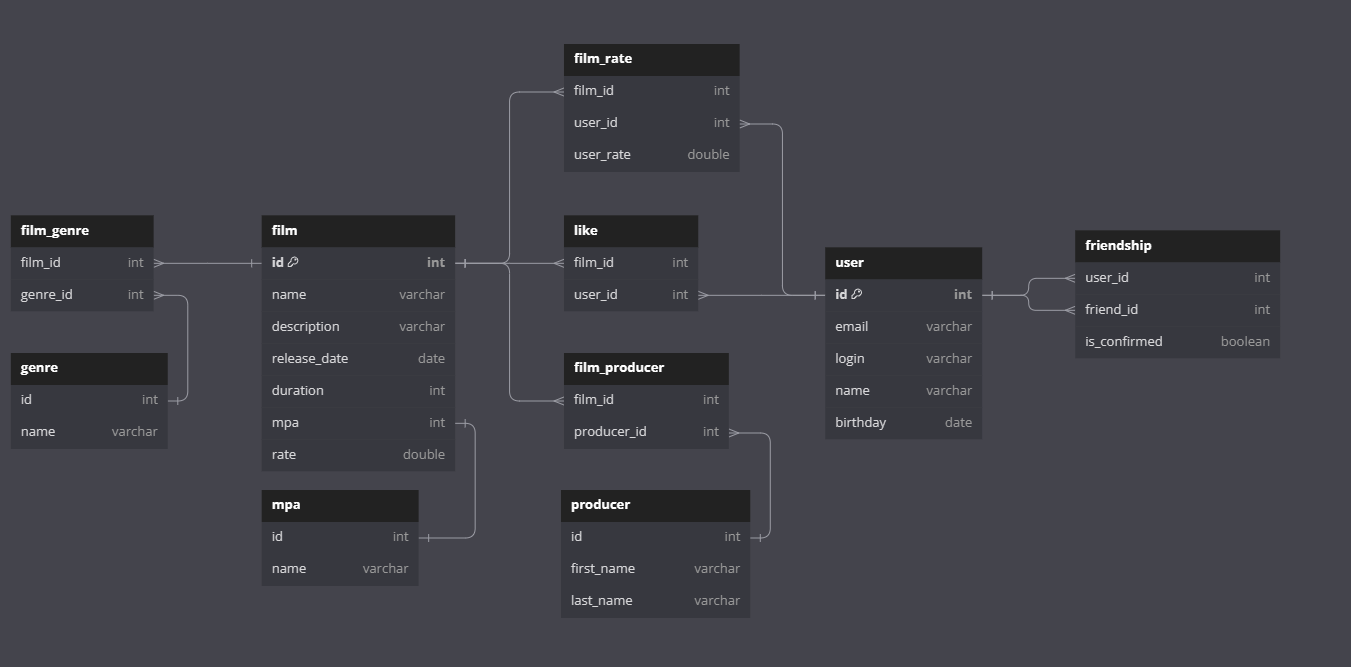 film_rate
film_id int
user_id int
user_rate double
film_genre
film_id int
genre_id int
film
id int
name varchar
description varchar
release_date date
duration int
mpa int
rate double
like
film_id int
user_id int
user
id int
email varchar
login varchar
name varchar
birthday date
friendship
user_id int
friend_id int
is_confirmed boolean
genre
id int
name varchar
film_producer
film_id int
producer_id int
mpa
id int
name varchar
producer
id int
first_name varchar
last_name varchar